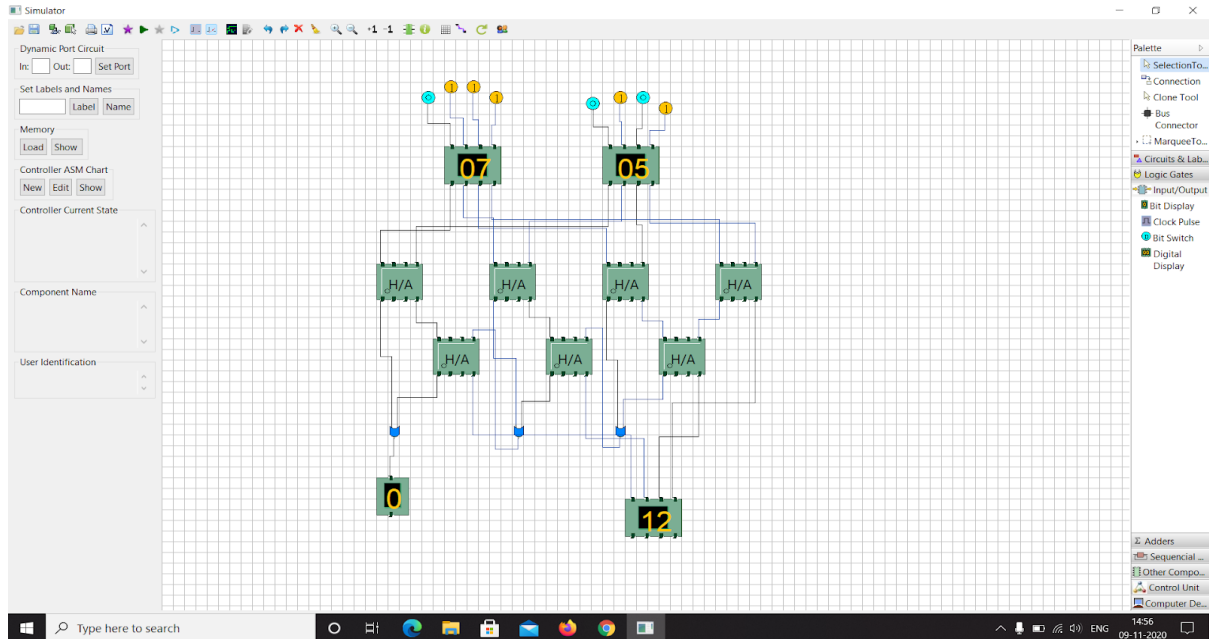 Simulator
+1 -1
Dynamic Port Circuit
In: Out: Set Port
Set Labels and Names
Label Name
Memory
Load Show
Controller ASM Chart
New Edit Show
Controller Current State
Component Name
User Identification
07 05
H/A H/A H/A H/A
H/A H/A H/A
0
12
Palette
SelectionTo...
Connection
Clone Tool
Bus
Connector
MarqueeTo...
Circuits & Lab...
Logic Gates
Input/Output
Bit Display
Clock Pulse
Bit Switch
Digital
Display
Σ Adders
Sequencial ...
Other Compo...
Control Unit
Computer De...
Type here to search
ENG
14:56
09-11-2020